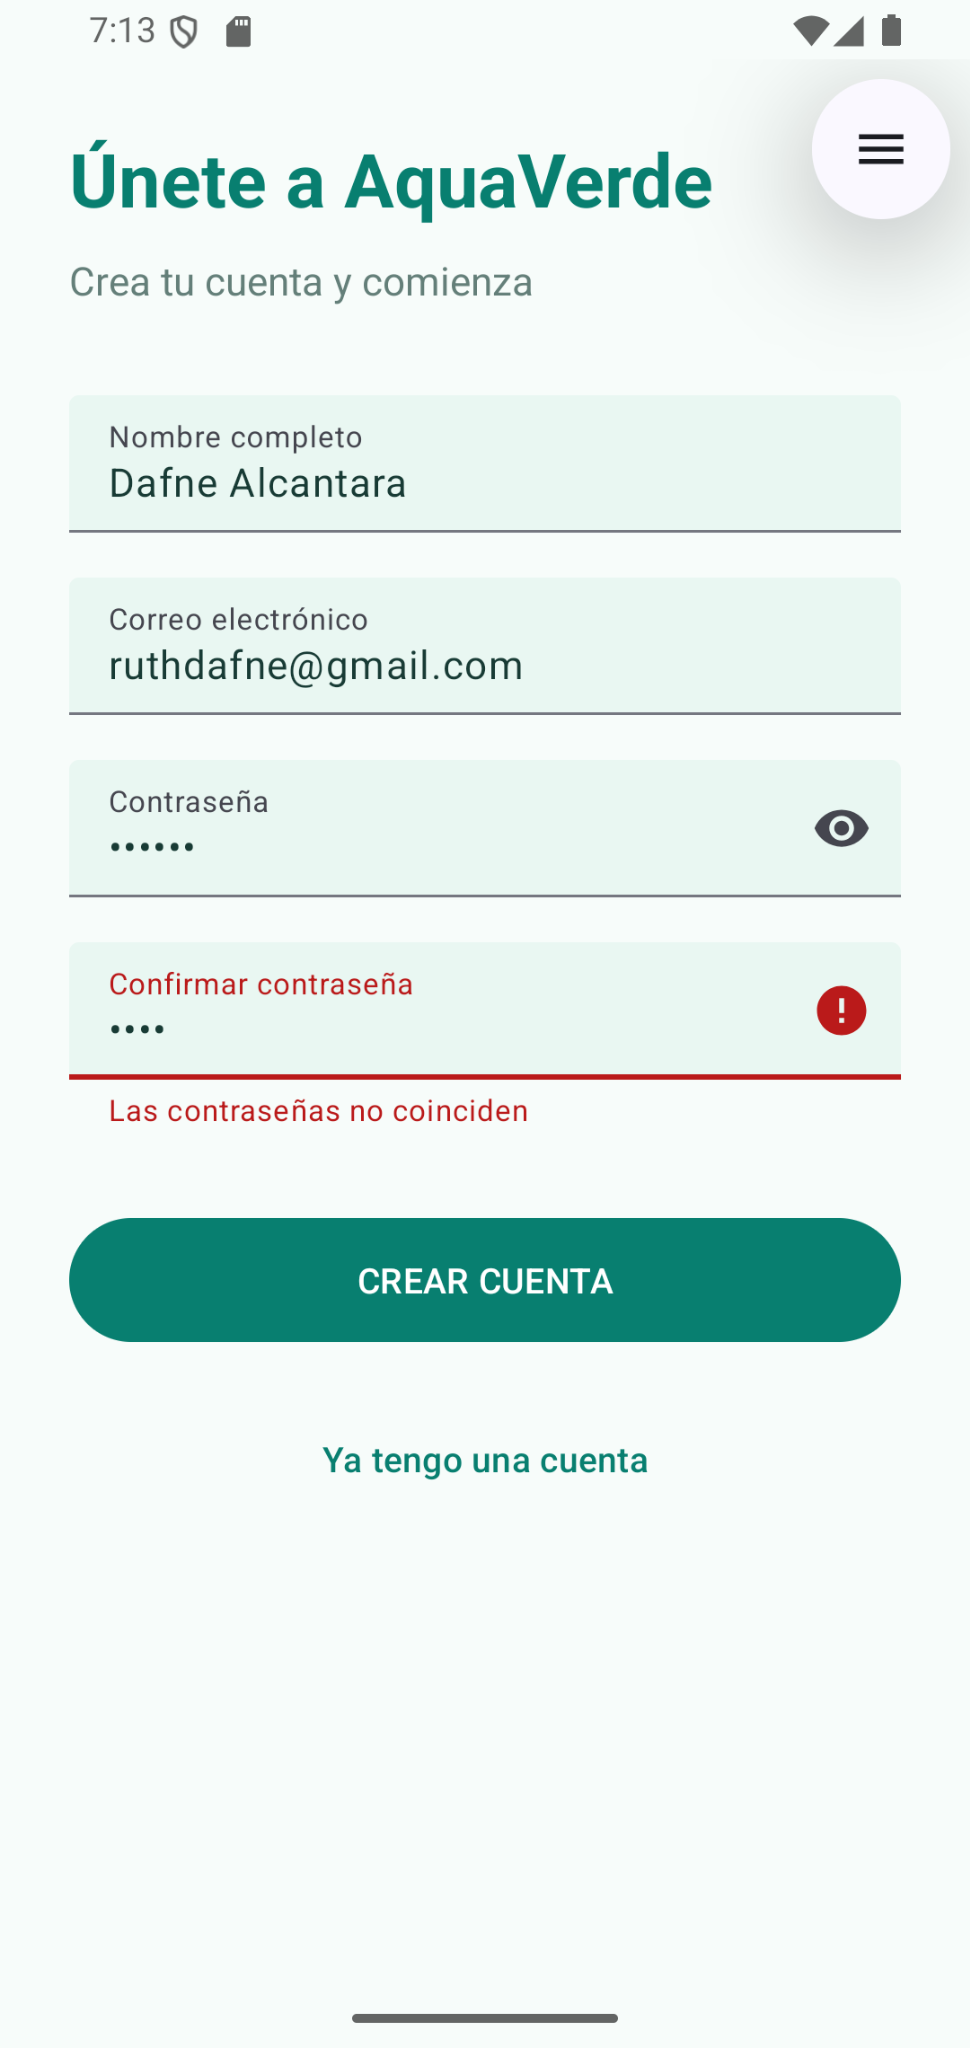 7:13
Únete a AquaVerde
Crea tu cuenta y comienza
Nombre completo
Dafne Alcantara
Correo electrónico
ruthdafne@gmail.com
Contraseña
••••••
Confirmar contraseña
••••
Las contraseñas no coinciden
CREAR CUENTA
Ya tengo una cuenta